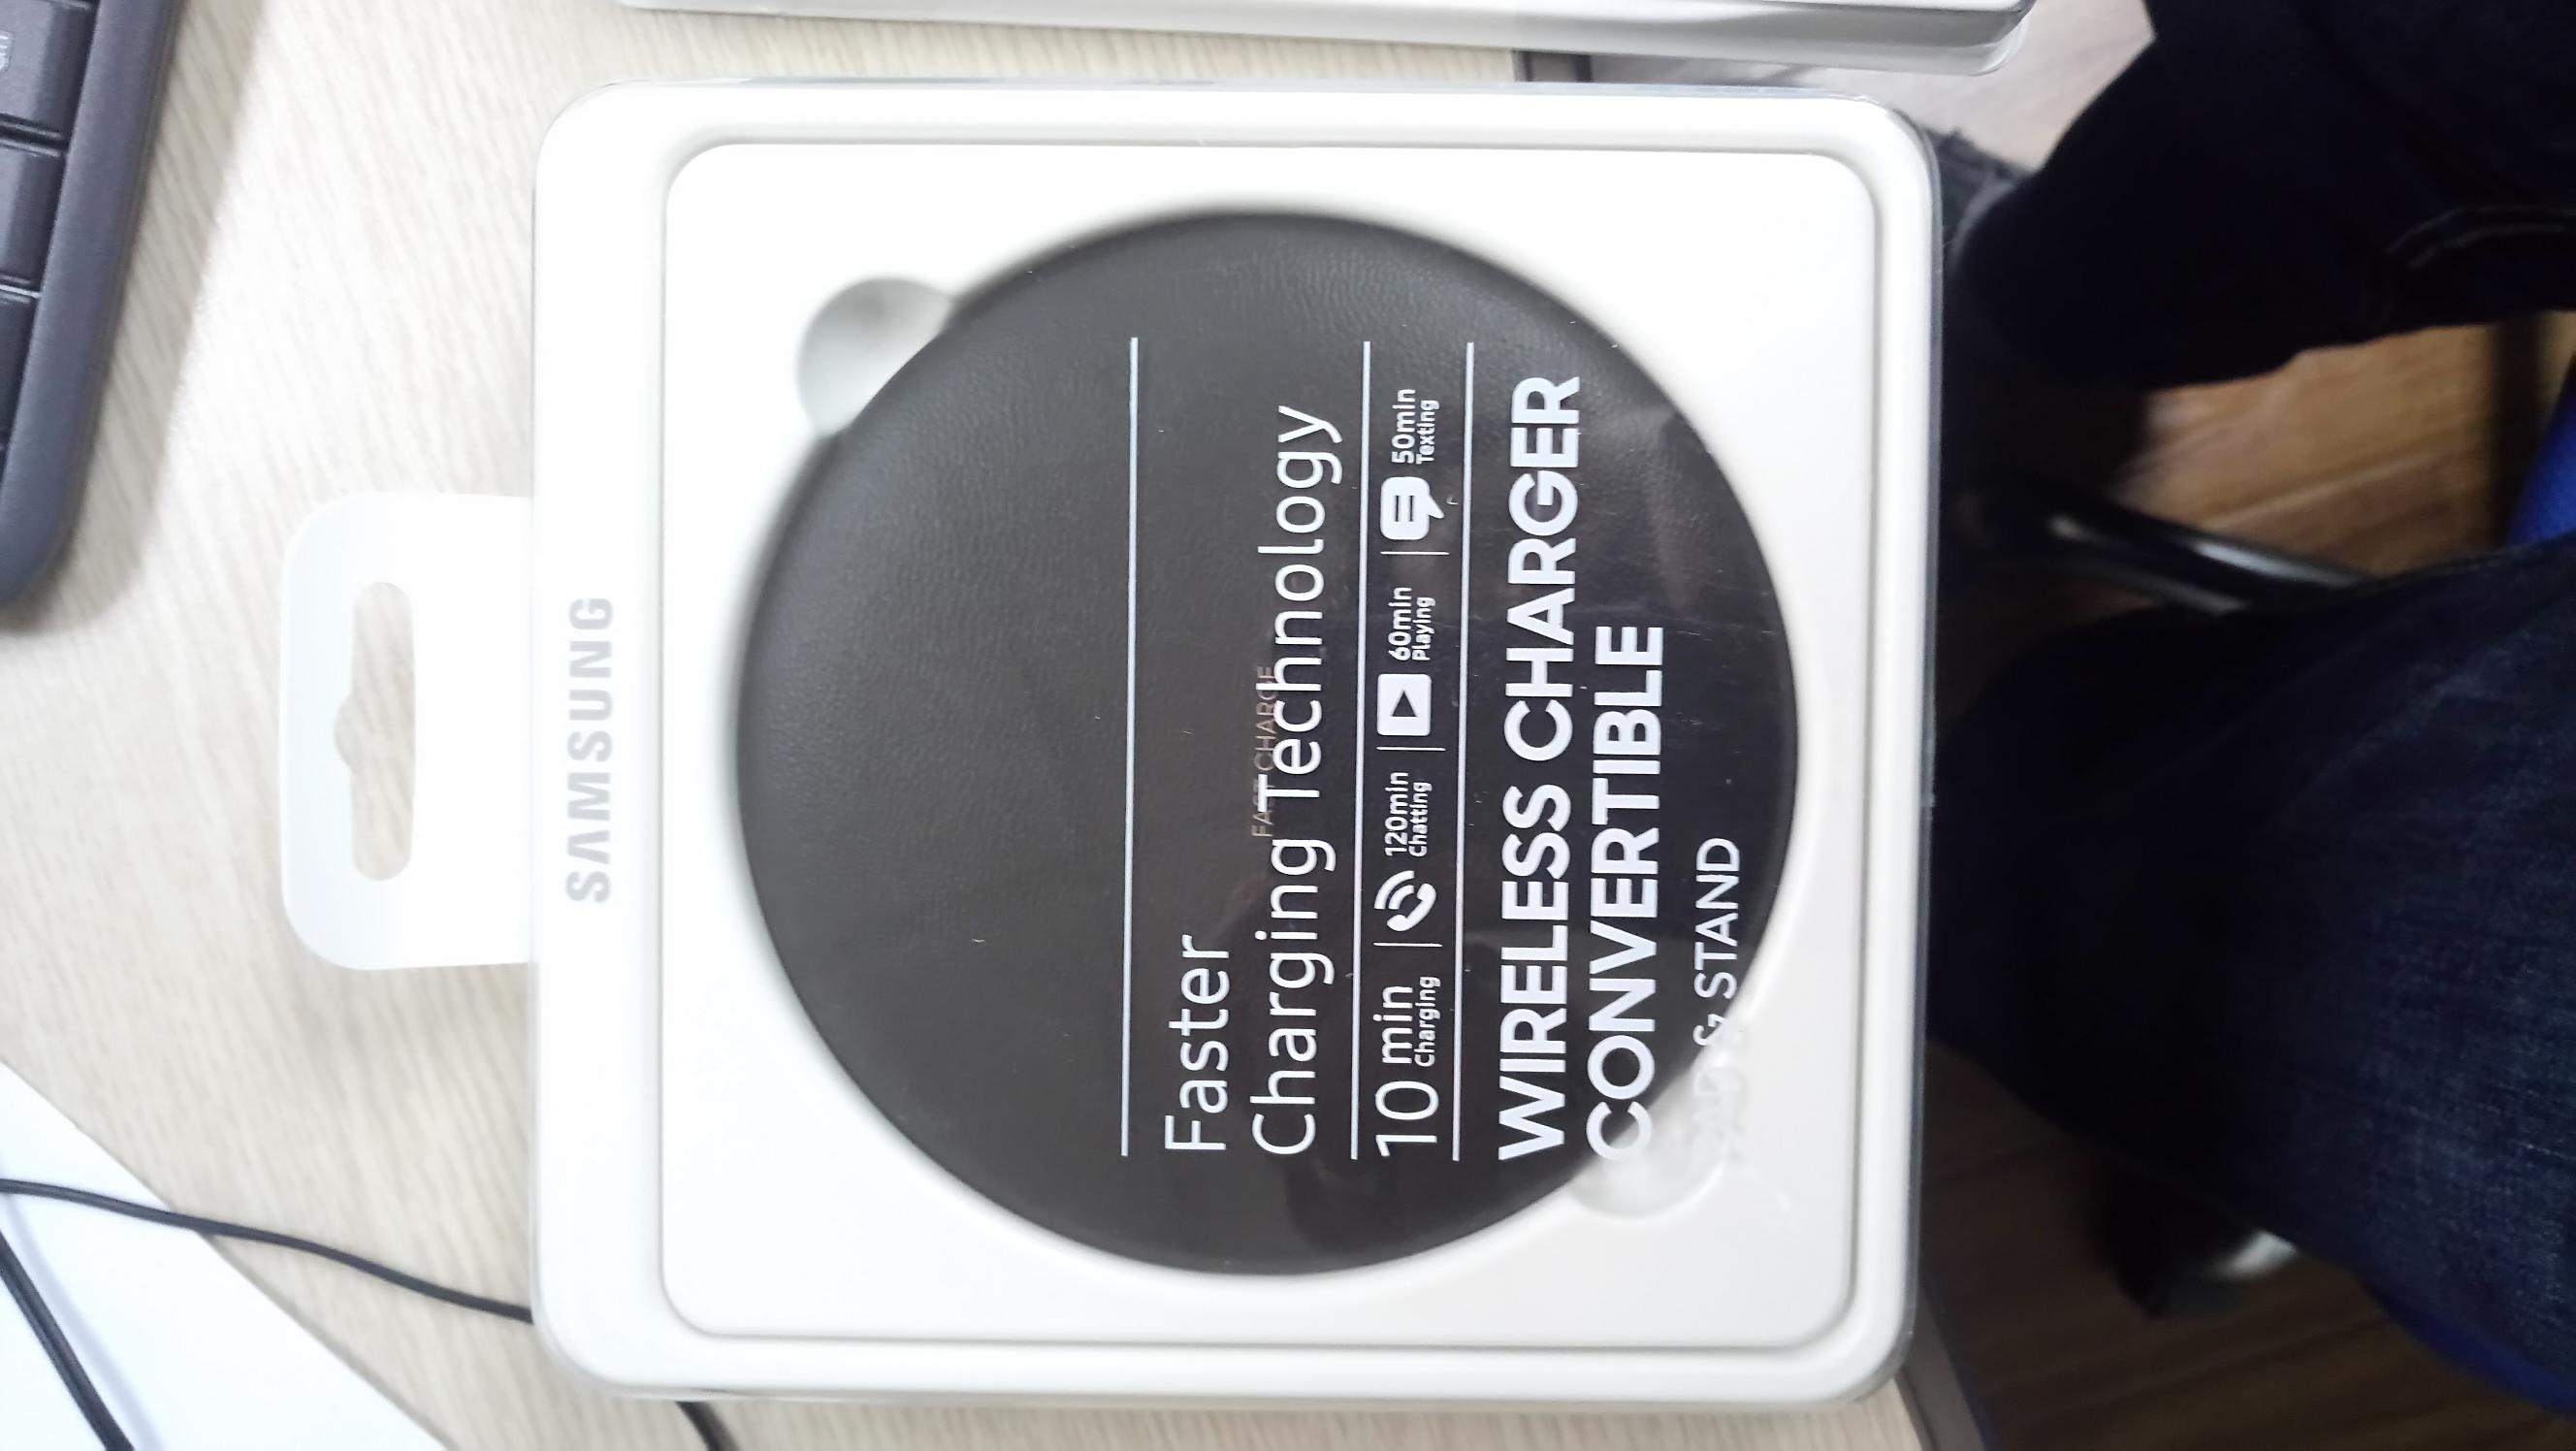 SAMSUNG
Faster
FAST CHARGE
Charging Technology
10 min Charging
120min Chatting
60min Playing
50min Texting
WIRELESS CHARGER
CONVERTIBLE
PAD & STAND